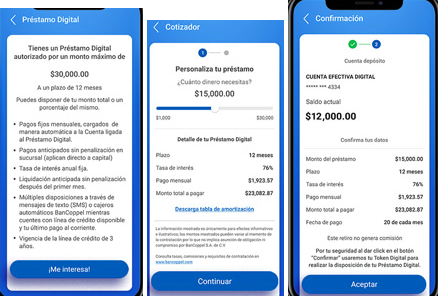 Préstamo Digital
Tienes un Préstamo Digital
autorizado por un monto máximo de
$30,000.00
A un plazo de 12 meses
Puedes disponer de tu monto total o un
porcentaje del mismo.
• Pagos fijos mensuales, cargados de
manera automática a la Cuenta ligada
al Préstamo Digital.
• Pagos anticipados sin penalización en
sucursal (aplican directo a capital)
• Tasa de interés anual fija.
• Liquidación anticipada sin penalización
después del primer mes.
• Múltiples disposiciones a través de
mensajes de texto (SMS) o cajeros
automáticos BanCoppel mientras
cuentes con línea de crédito disponible
y tu último pago al corriente.
• Vigencia de la línea de crédito de 3
años.
¡Me interesa!
Cotizador
1
Personaliza tu préstamo
¿Cuánto dinero necesitas?
$15,000.00
$1,000 $30,000
Detalle de tu Préstamo Digital
Plazo 12 meses
Tasa de interés 76%
Pago mensual $1,923.57
Monto total a pagar $23,082.87
Descarga tabla de amortización
La información mostrada es únicamente para efectos informativos
e ilustrativos, los montos mostrados pueden variar al momento de
la contratación por lo que no implica asunción de obligación ni
compromiso por BanCoppel S.A. de C.V.
Consulta tasas, comisiones y requisitos de contratación en
www.bancoppel.com
Continuar
Confirmación
2
Cuenta depósito
CUENTA EFECTIVA DIGITAL
***** *** 4334
Saldo actual
$12,000.00
Confirma tus datos
Monto del préstamo $15,000.00
Plazo 12 meses
Tasa de interés 76%
Pago mensual $1,923.57
Monto total a pagar $23,082.87
Fecha de pago 20 de cada mes
Este retiro no genera comisión
Por tu seguridad al dar click en el botón
"Confirmar" usaremos tu Token Digital para
realizar la disposición de tu Préstamo Digital.
Aceptar